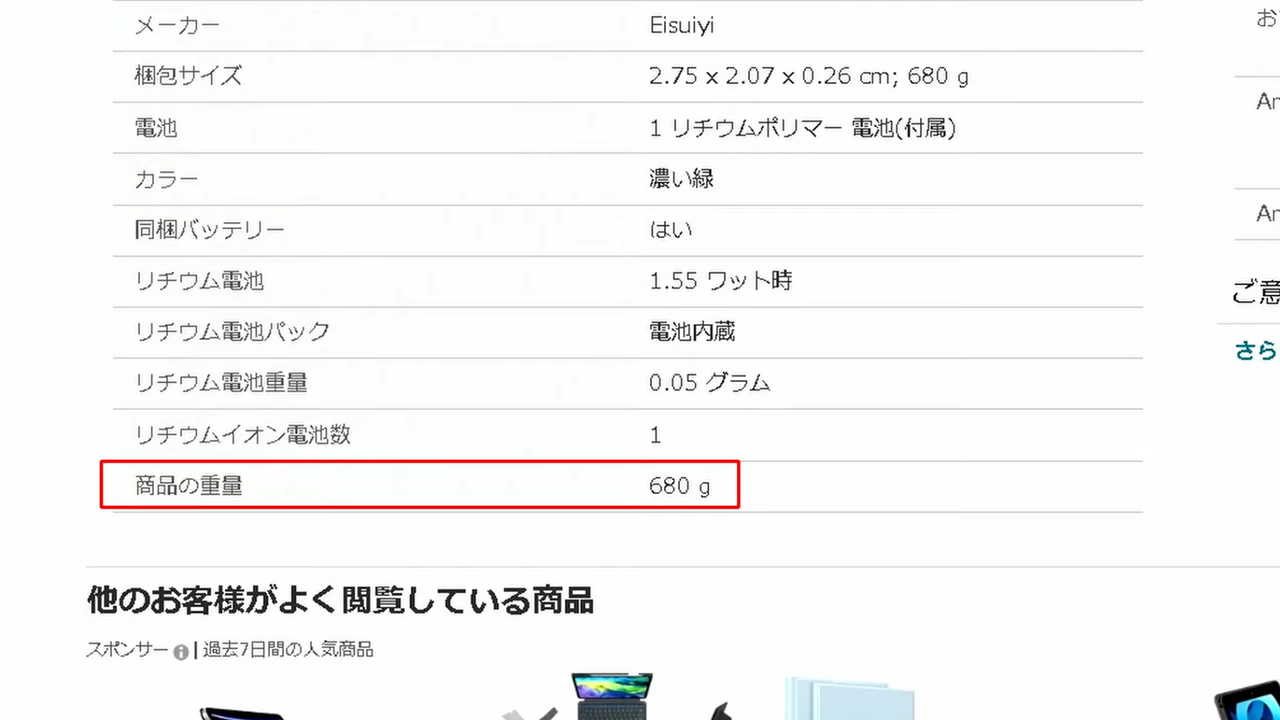 メーカー Eisuiyi
梱包サイズ 2.75 x 2.07 x 0.26 cm; 680 g
電池 1 リチウムポリマー 電池(付属)
カラー 濃い緑
同梱バッテリー はい
リチウム電池 1.55 ワット時
リチウム電池パック 電池内蔵
リチウム電池重量 0.05 グラム
リチウムイオン電池数 1
商品の重量 680 g
他のお客様がよく閲覧している商品
スポンサー | 過去7日間の人気商品
お
Am
Am
ご意
さら